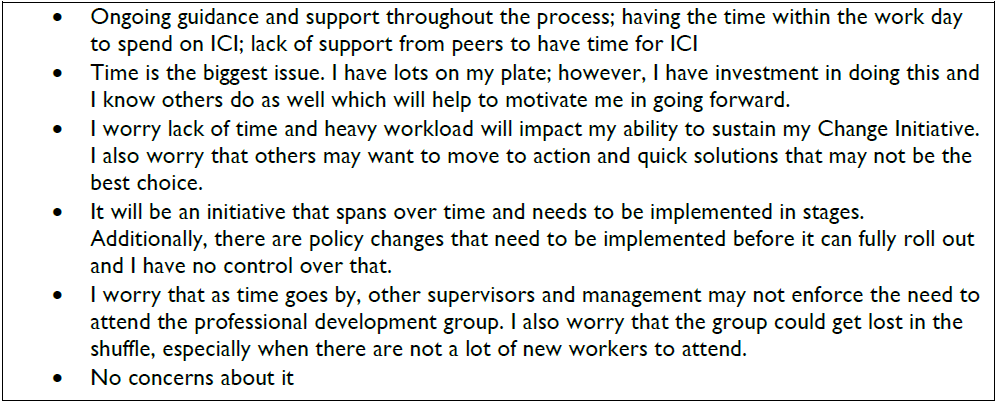 • Ongoing guidance and support throughout the process; having the time within the work day
to spend on ICI; lack of support from peers to have time for ICI
• Time is the biggest issue. I have lots on my plate; however, I have investment in doing this and
I know others do as well which will help to motivate me in going forward.
• I worry lack of time and heavy workload will impact my ability to sustain my Change Initiative.
I also worry that others may want to move to action and quick solutions that may not be the
best choice.
• It will be an initiative that spans over time and needs to be implemented in stages.
Additionally, there are policy changes that need to be implemented before it can fully roll out
and I have no control over that.
• I worry that as time goes by, other supervisors and management may not enforce the need to
attend the professional development group. I also worry that the group could get lost in the
shuffle, especially when there are not a lot of new workers to attend.
• No concerns about it